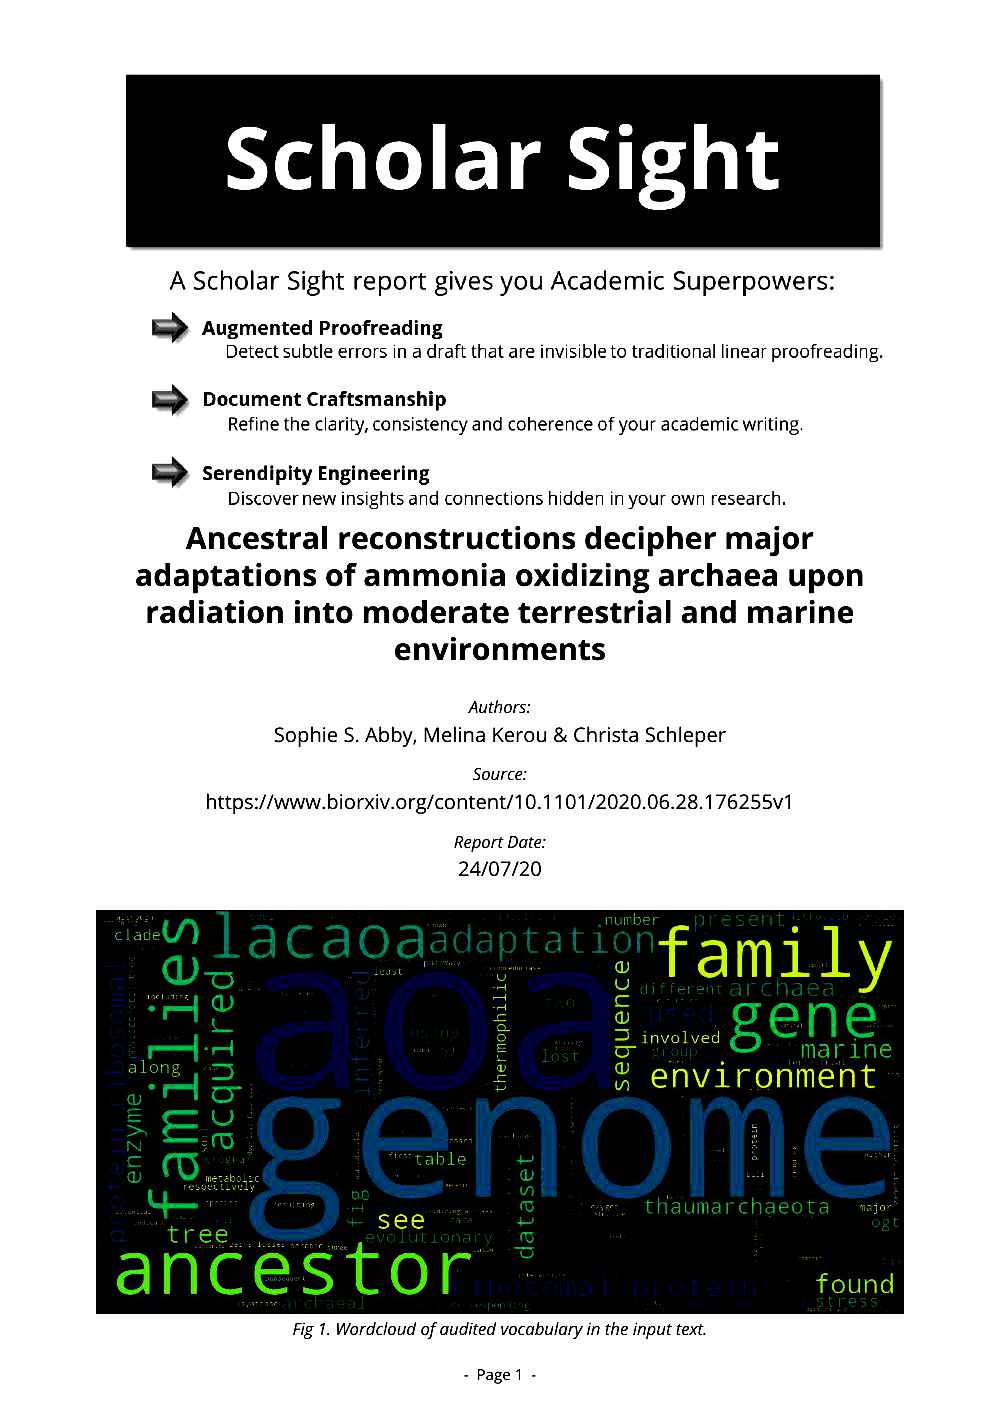 Scholar Sight
A Scholar Sight report gives you Academic Superpowers:
Augmented Proofreading
Detect subtle errors in a draft that are invisible to traditional linear proofreading.
Document Craftsmanship
Refine the clarity, consistency and coherence of your academic writing.
Serendipity Engineering
Discover new insights and connections hidden in your own research.
Ancestral reconstructions decipher major
adaptations of ammonia oxidizing archaea upon
radiation into moderate terrestrial and marine
environments
Authors:
Sophie S. Abby, Melina Kerou & Christa Schleper
Source:
https://www.biorxiv.org/content/10.1101/2020.06.28.176255v1
Report Date:
24/07/20
clade
families
lacaoa
adaptation
number
present
family
acquired
inferred
least
aoa
thermophilic
two
lost
sequence
different
archaea
gene
involved
group
marine
environment
including
along
enzyme
genome
metabolic
respectively
first
table
protein
fig
see
dataset
thaumarchaeota
major
ogt
tree
evolutionary
ancestor
archaeal
found
stress
Fig 1. Wordcloud of audited vocabulary in the input text.
- Page 1 -